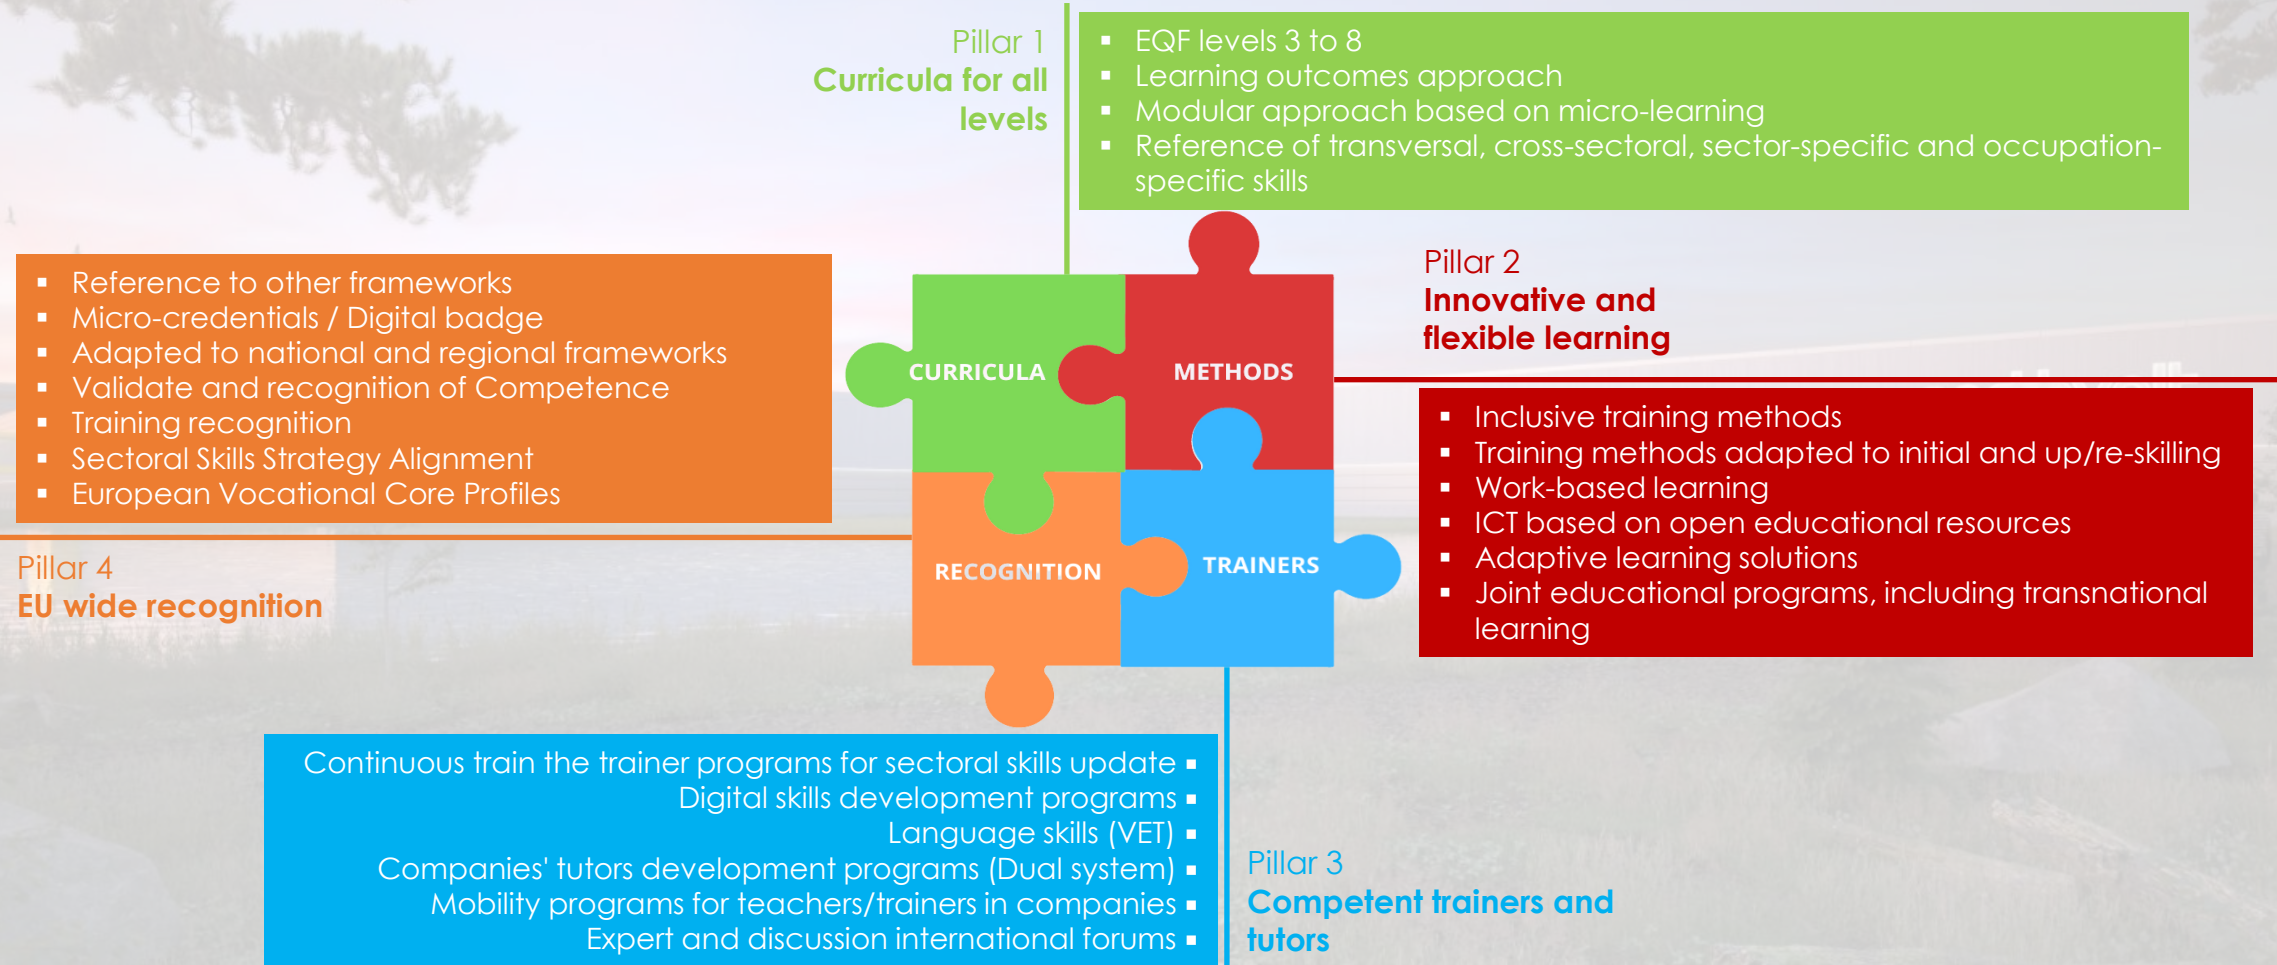 Pillar 1
Curricula for all
levels
▪ EQF levels 3 to 8
▪ Learning outcomes approach
▪ Modular approach based on micro-learning
▪ Reference of transversal, cross-sectoral, sector-specific and occupation-
specific skills
Pillar 2
Innovative and
flexible learning
▪ Inclusive training methods
▪ Training methods adapted to initial and up/re-skilling
▪ Work-based learning
▪ ICT based on open educational resources
▪ Adaptive learning solutions
▪ Joint educational programs, including transnational
learning
CURRICULA
METHODS
RECOGNITION
TRAINERS
Continuous train the trainer programs for sectoral skills update ▪
Digital skills development programs ▪
Language skills (VET) ▪
Companies' tutors development programs (Dual system) ▪
Mobility programs for teachers/trainers in companies ▪
Expert and discussion international forums ▪
Pillar 3
Competent trainers and
tutors
▪ Reference to other frameworks
▪ Micro-credentials / Digital badge
▪ Adapted to national and regional frameworks
▪ Validate and recognition of Competence
▪ Training recognition
▪ Sectoral Skills Strategy Alignment
▪ European Vocational Core Profiles
Pillar 4
EU wide recognition